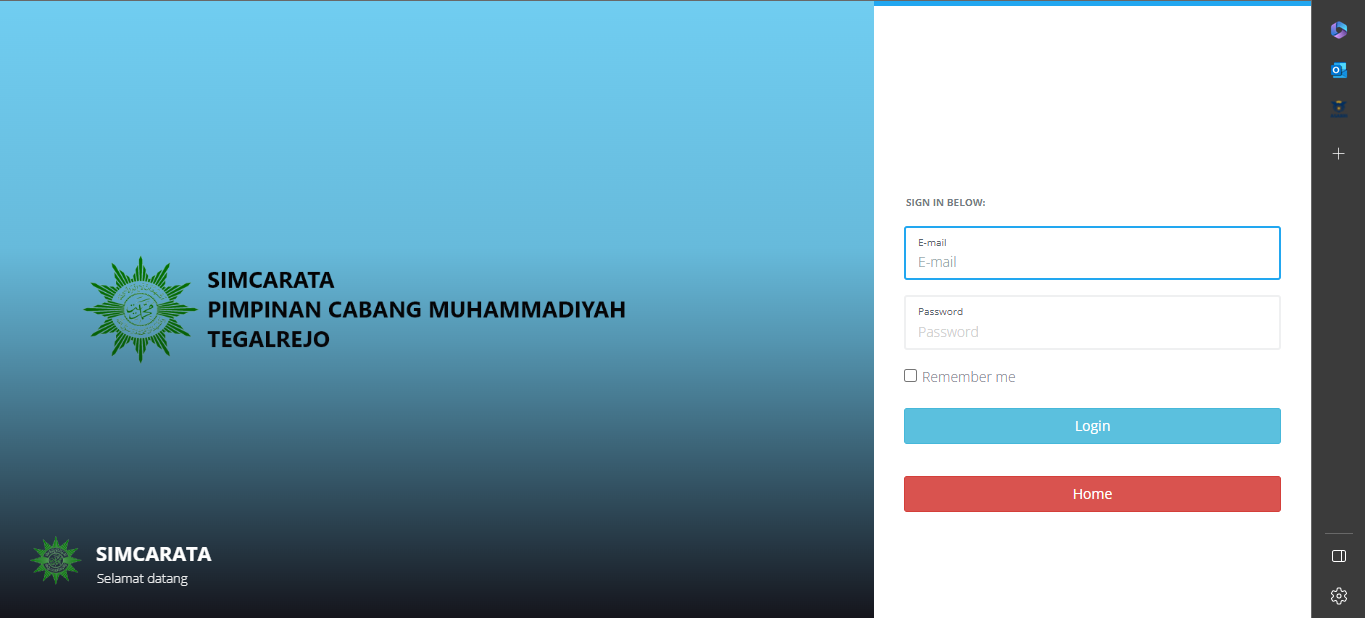 SIMCARATA
PIMPINAN CABANG MUHAMMADIYAH
TEGALREJO
SIMCARATA
Selamat datang
SIGN IN BELOW:
E-mail
E-mail
Password
Password
Remember me
Login
Home